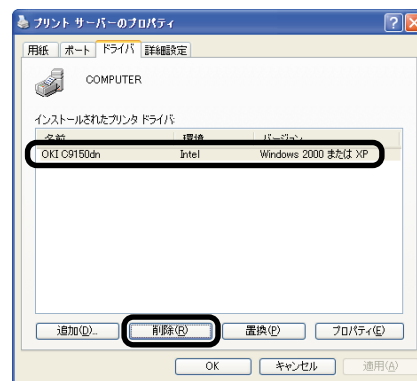 プリント サーバーのプロパティ
用紙 ポート ドライバ 詳細設定
COMPUTER
インストールされたプリンタ ドライバ:
名前 環境 バージョン
OKI C9150dn Intel Windows 2000 または XP
追加(D)... 削除(R) 置換(P) プロパティ(E)
OK キャンセル 適用(A)